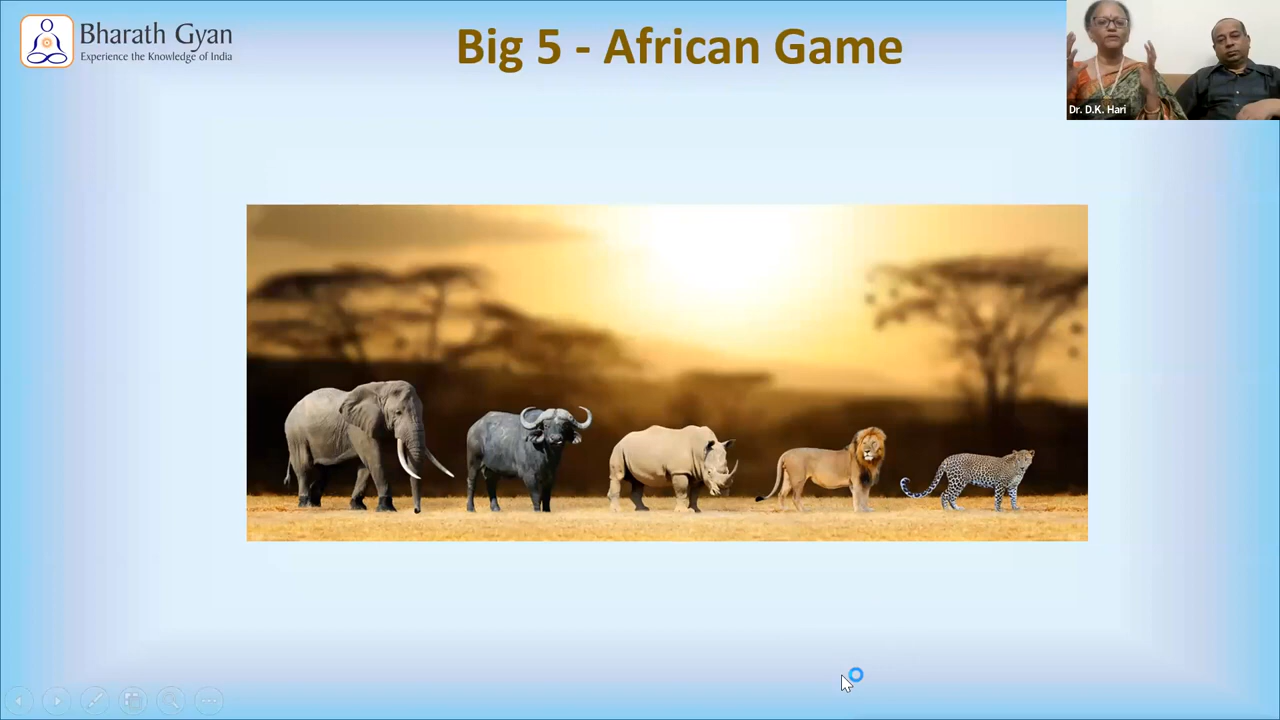 Bharath Gyan
Experience the Knowledge of India
Big 5 - African Game
Dr. D.K. Hari